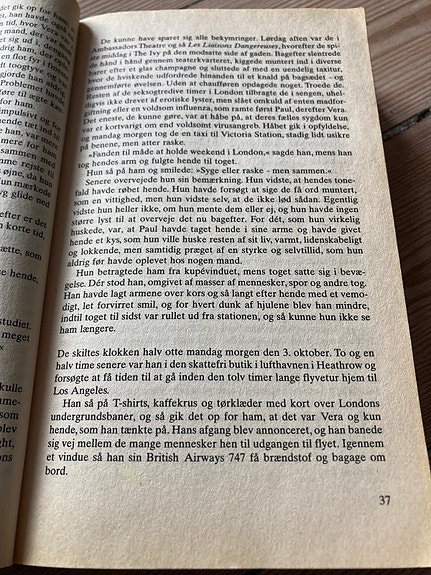 De kunne have sparet sig alle bekymringer. Lørdag aften var de i
Ambassadors Theatre og så Les Liaisons Dangereuses, hvorefter de spi-
ste middag i The Ivy på den modsatte side af gaden. Bagefter slentrede
de hånd i hånd gennem teaterkvarteret, kiggede muntert ind i diverse
barer efter et glas champagne og sluttede af med en uendelig taxitur,
hvor de hviskende udfordrede hinanden til et knald på bagsædet – og
gennemførte øvelsen. Uden at chaufføren opdagede noget. Troede de.
Resten af den seksogtredive timer i London tilbragte de i sengen, uhel-
digvis ikke drevet af erotiske lyster, men slået omkuld af enten madfor-
giftning eller en voldsom influenza, som ramte først Paul, derefter Vera.
Det eneste, de kunne gøre, var at håbe på, at deres fælles sygdom kun
var et kortvarigt om end voldsomt virusangreb. Håbet gik i opfyldelse,
og mandag morgen tog de en taxi til Victoria Station, stadig lidt usikre
på benene, men atter raske.
»Fanden til måde at holde weekend i London,« sagde han, mens han
tog hendes arm og fulgte hende til toget.
Hun så på ham og smilede: »Syge eller raske - men sammen.«
Senere overvejede hun sin bemærkning. Hun vidste, at hendes tone-
fald havde røbet hende. Hun havde forsøgt at sige de få ord muntert,
som en vittighed, men hun vidste selv, at de ikke lød sådan. Egentlig
vidste hun heller ikke, om hun mente dem eller ej, og hun havde ingen
større lyst til at overveje det nu bagefter. For dét, som hun virkelig
huskede, var, at Paul havde taget hende i sine arme og havde givet
hende et kys, som hun ville huske resten af sit liv, varmt, lidenskabeligt
og lokkende, men samtidig præget af en styrke og selvtillid, som hun
aldrig før havde oplevet hos nogen mand.
Hun betragtede ham fra kupévinduet, mens toget satte sig i bevæ-
gelse. Dér stod han, omgivet af masser af mennesker, spor og andre tog.
Han havde lagt armene over kors og så langt efter hende med et vemo-
digt, let forvirret smil, og for hvert dunk af hjulene blev han mindre,
indtil toget til sidst var rullet ud fra stationen, og så kunne hun ikke se
ham længere.
De skiltes klokken halv otte mandag morgen den 3. oktober. To og en
halv time senere var han i den skattefri butik i lufthavnen i Heathrow og
forsøgte at få tiden til at gå inden den tolv timer lange flyvetur hjem til
Los Angeles.
Han så på T-shirts, kaffekrus og tørklæder med kort over Londons
undergrundsbaner, og så gik det op for ham, at det var Vera og kun
hende, som han tænkte på. Hans afgang blev annonceret, og han banede
sig vej mellem de mange mennesker hen til udgangen til flyet. Igennem
et vindue så han sin British Airways 747 få brændstof og bagage om
bord.
37